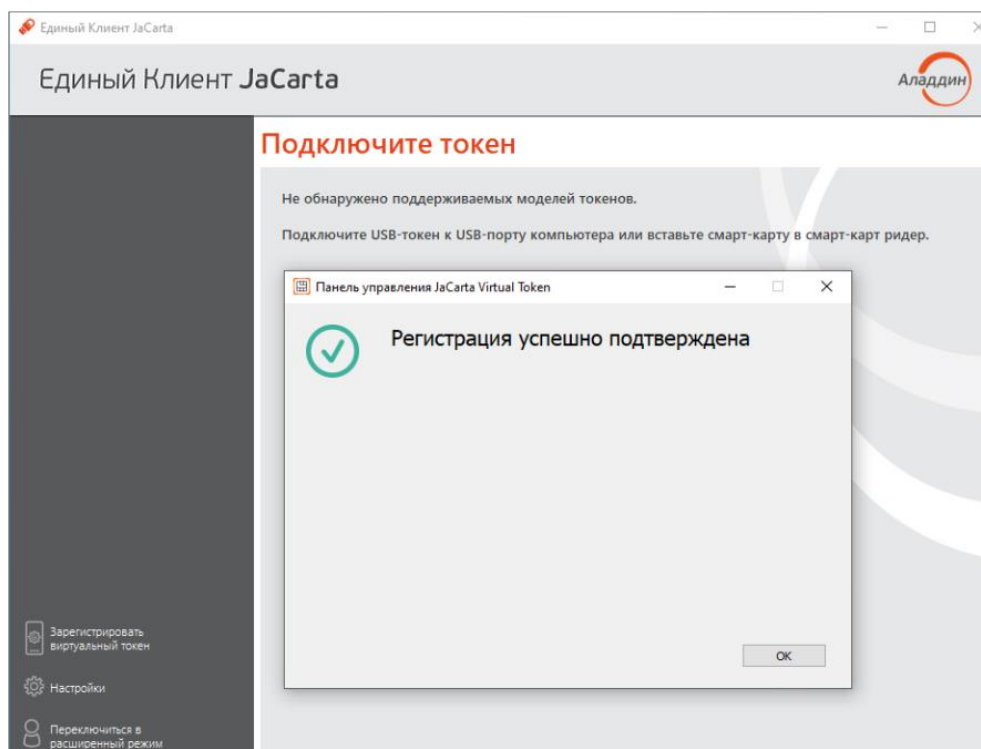 Единый Клиент JaCarta
Единый Клиент JaCarta
Аладдин
Подключите токен
Не обнаружено поддерживаемых моделей токенов.
Подключите USB-токен к USB-порту компьютера или вставьте смарт-карту в смарт-карт ридер.
Панель управления JaCarta Virtual Token
Регистрация успешно подтверждена
OK
Зарегистрировать
виртуальный токен
Настройки
Переключиться в
расширенный режим